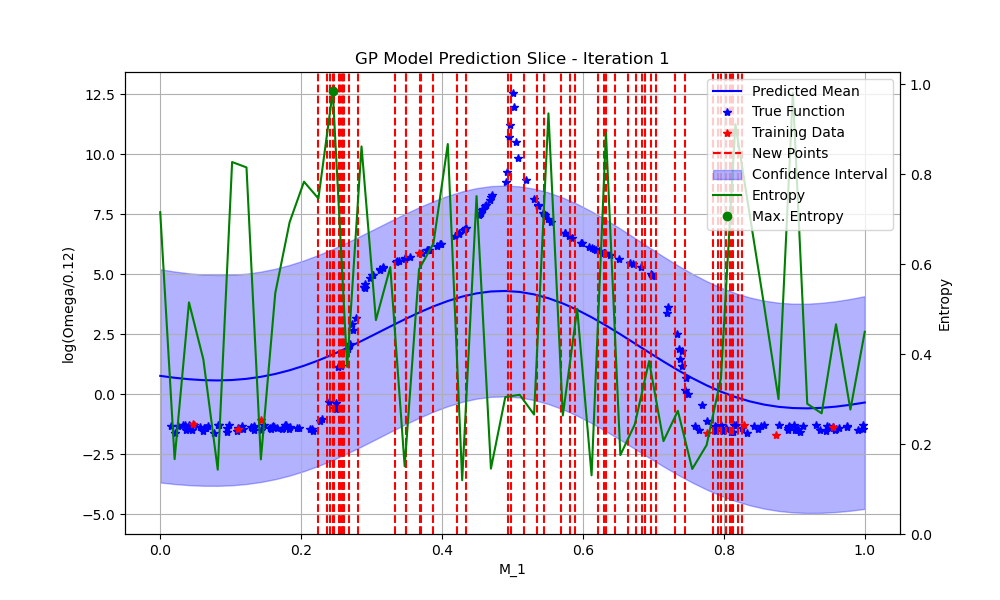 GP Model Prediction Slice - Iteration 1
12.5
10.0
7.5
5.0
2.5
0.0
−2.5
−5.0
log(Omega/0.12)
0.0
0.2
0.4
0.6
0.8
1.0
M_1
1.0
0.8
0.6
0.4
0.2
0.0
Entropy
Predicted Mean
True Function
Training Data
New Points
Confidence Interval
Entropy
Max. Entropy